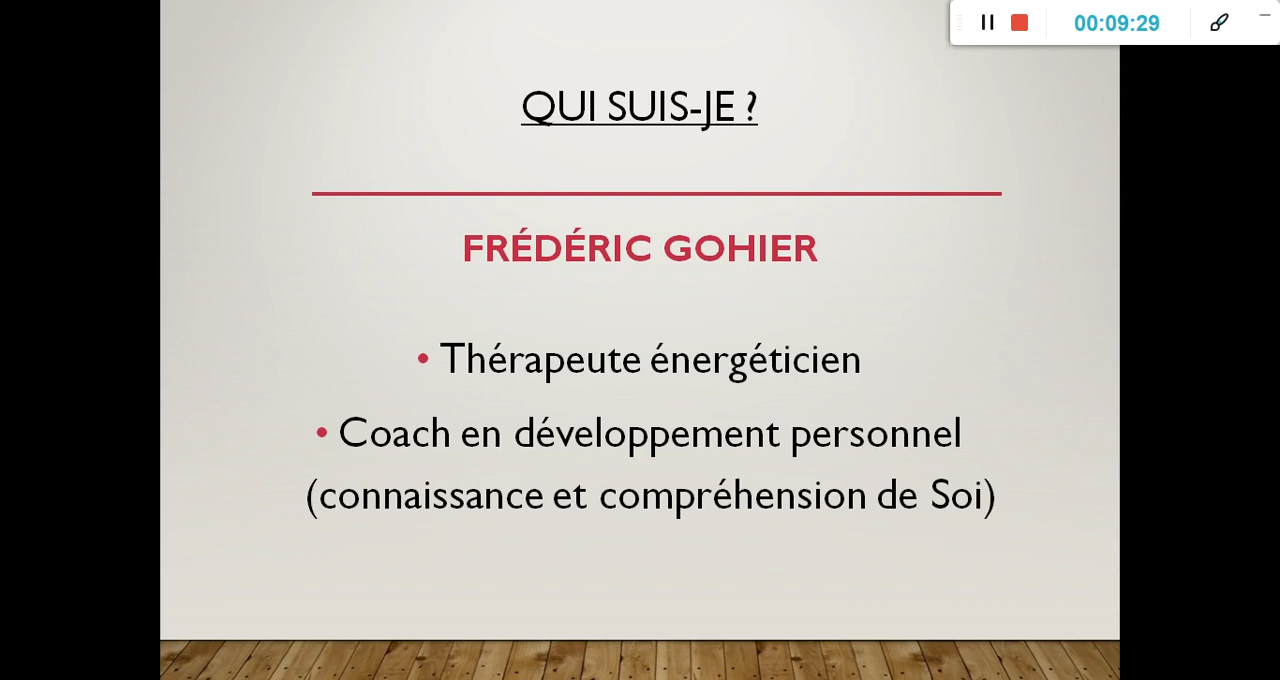 00:09:29
QUI SUIS-JE ?
FRÉDÉRIC GOHIER
• Thérapeute énergéticien
• Coach en développement personnel
(connaissance et compréhension de Soi)